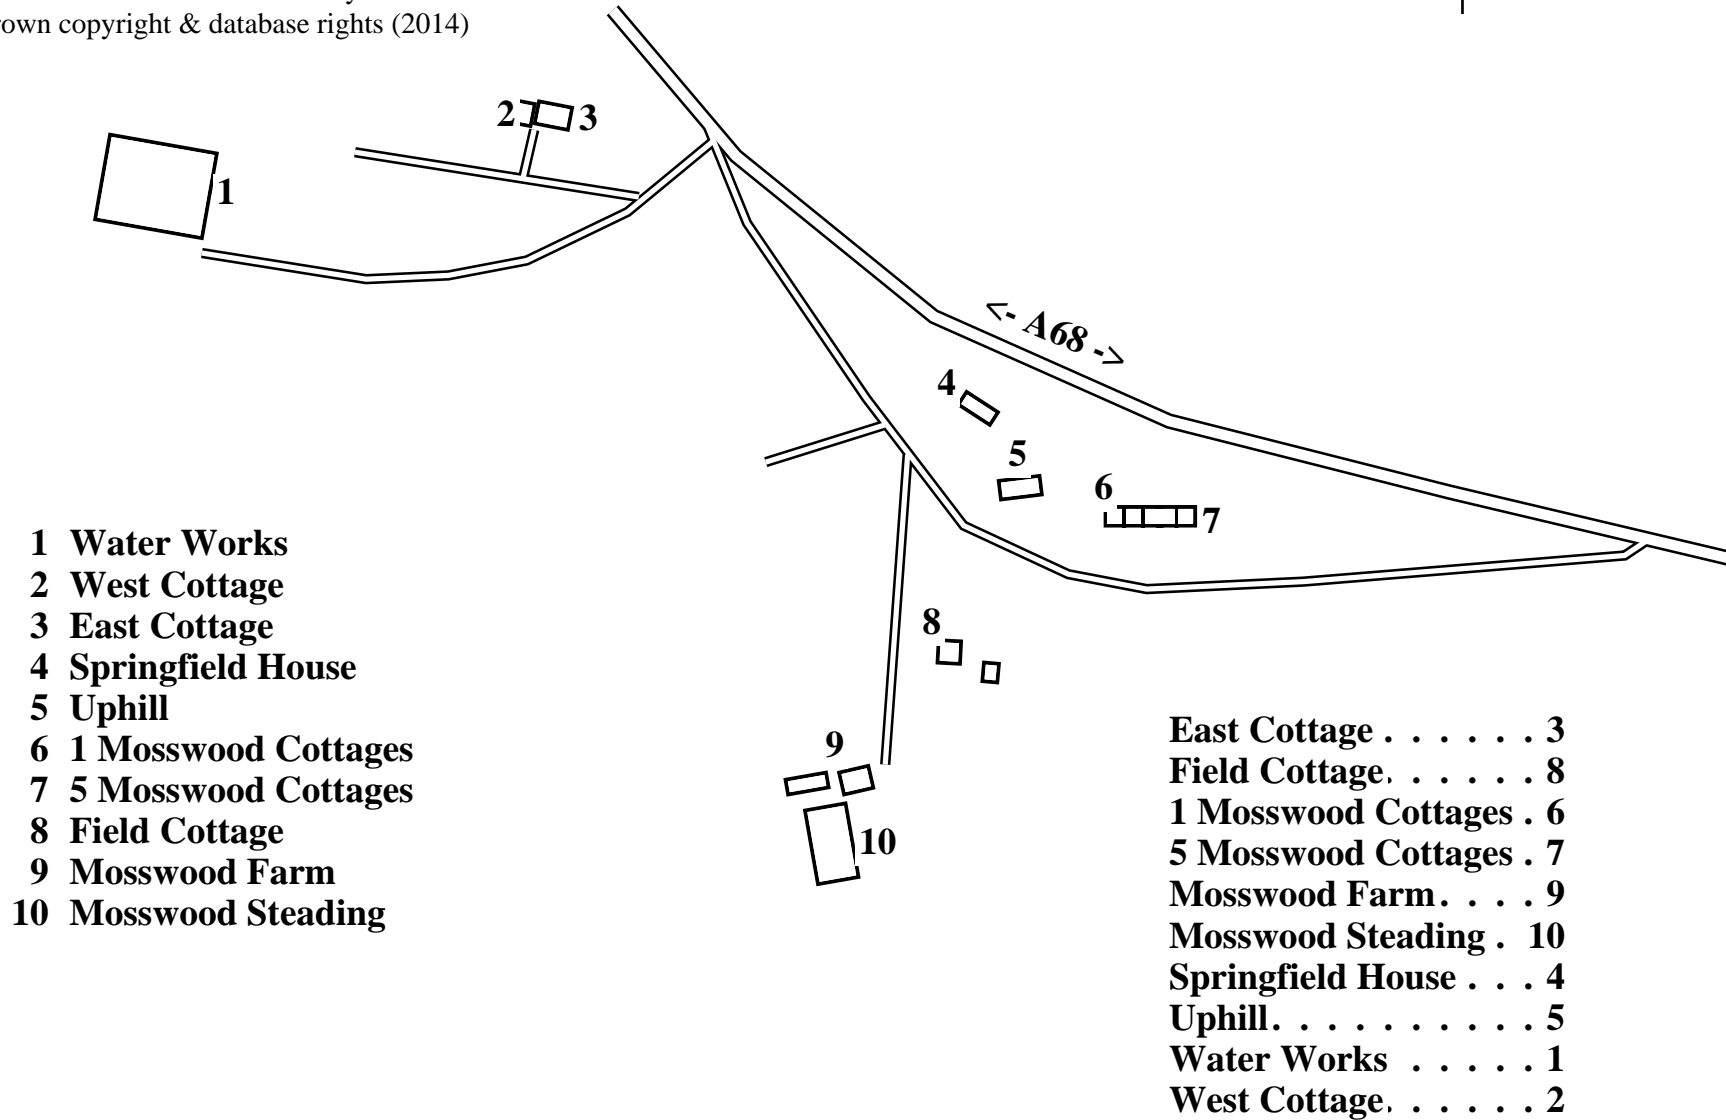 own copyright & database rights (2014)
2
3
1
<- A68 ->
4
5
6
7
8
9
10
1 Water Works
2 West Cottage
3 East Cottage
4 Springfield House
5 Uphill
6 1 Mosswood Cottages
7 5 Mosswood Cottages
8 Field Cottage
9 Mosswood Farm
10 Mosswood Steading
East Cottage . . . . . . 3
Field Cottage. . . . . . 8
1 Mosswood Cottages . 6
5 Mosswood Cottages . 7
Mosswood Farm. . . . 9
Mosswood Steading . 10
Springfield House . . . 4
Uphill. . . . . . . . . . 5
Water Works . . . . . 1
West Cottage. . . . . . 2